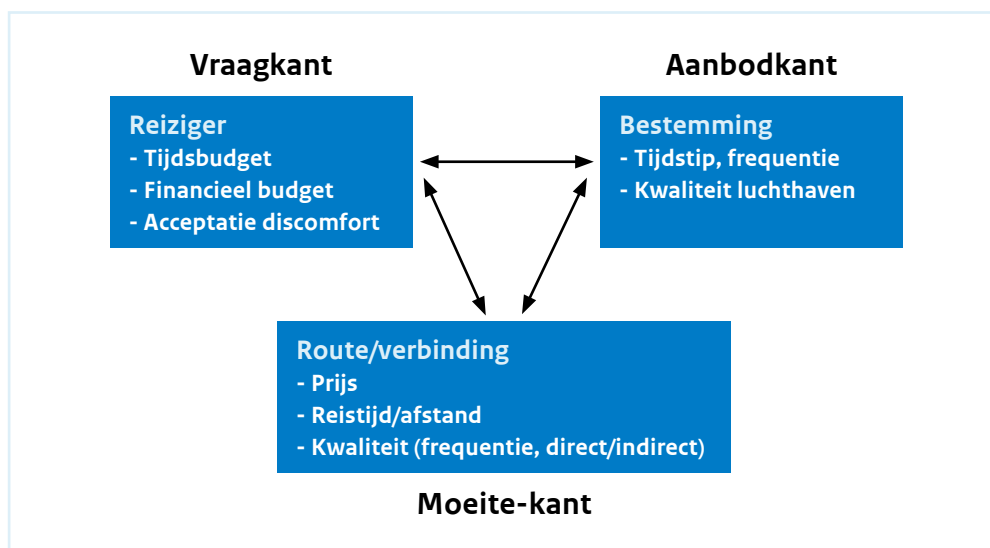 Vraagkant
Reiziger
- Tijdsbudget
- Financieel budget
- Acceptatie discomfort
Aanbodkant
Bestemming
- Tijdstip, frequentie
- Kwaliteit luchthaven
Route/verbinding
- Prijs
- Reistijd/afstand
- Kwaliteit (frequentie, direct/indirect)
Moeite-kant